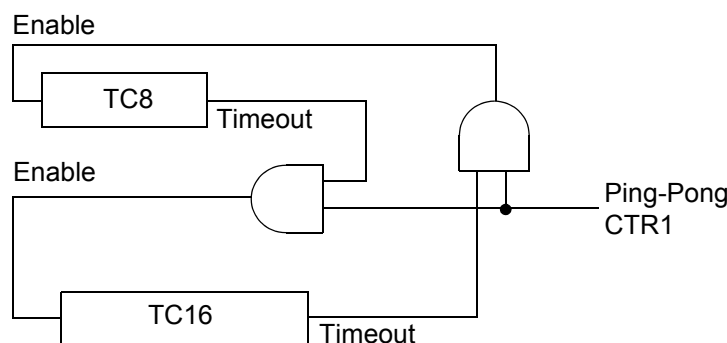 Enable
TC8
Timeout
Enable
Ping-Pong
CTR1
TC16
Timeout